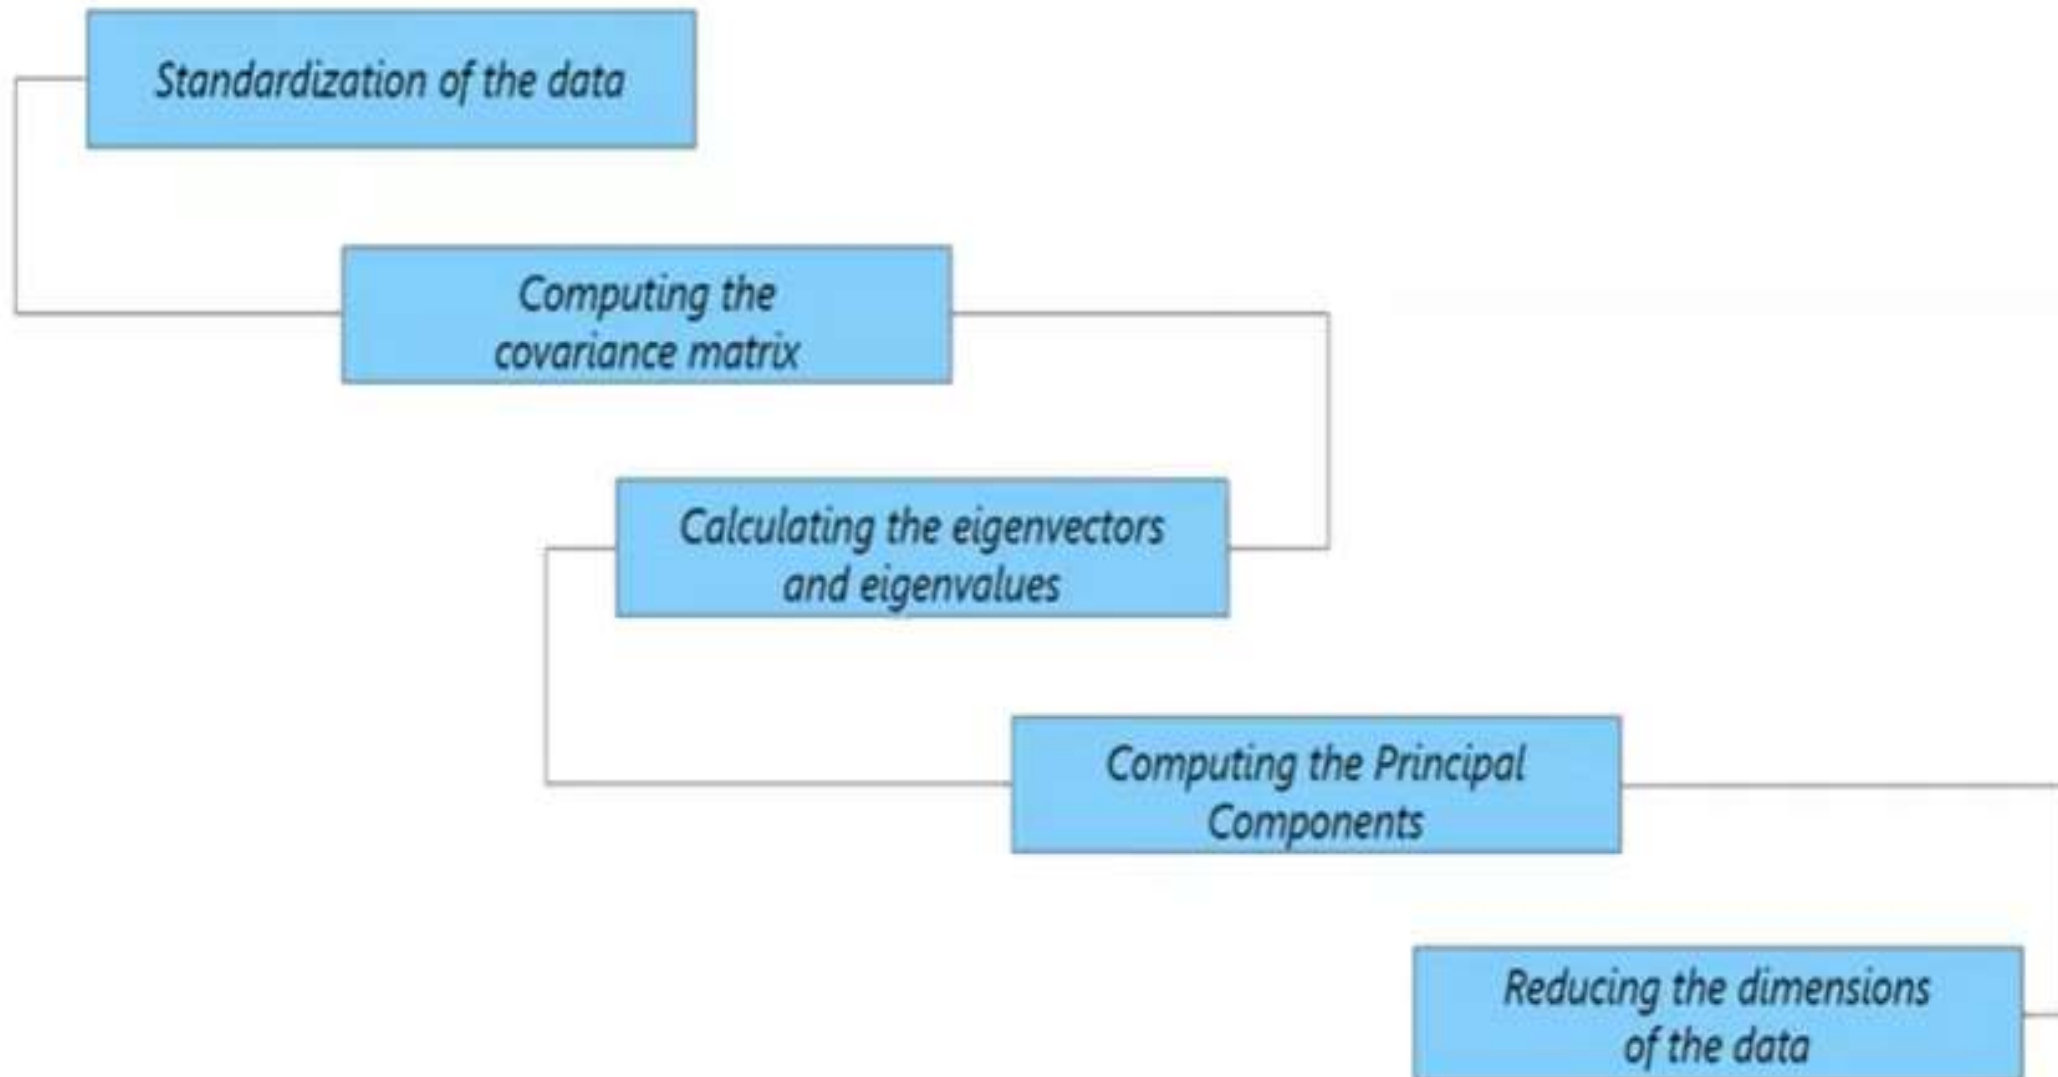 Standardization of the data
Computing the
covariance matrix
Calculating the eigenvectors
and eigenvalues
Computing the Principal
Components
Reducing the dimensions
of the data